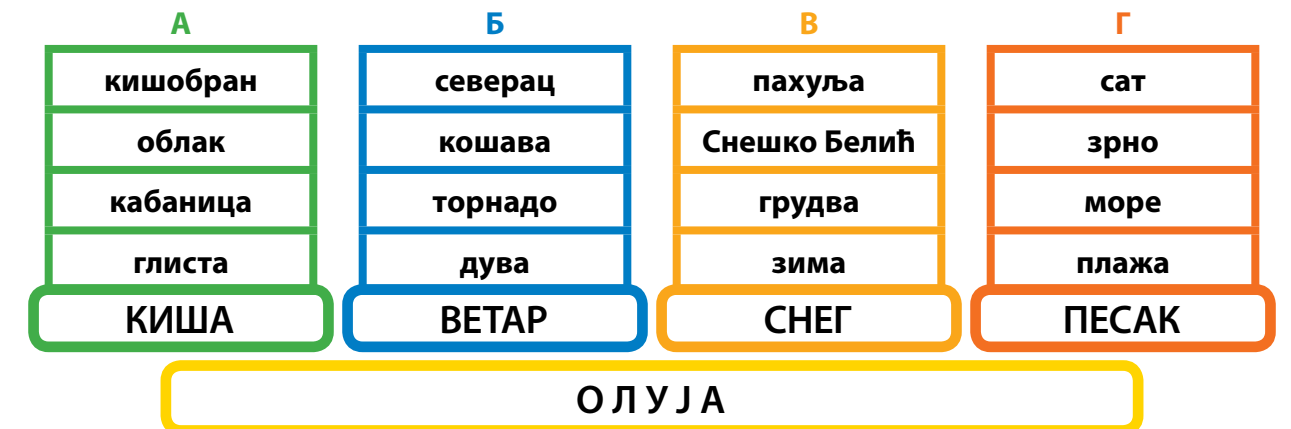 А Б В Г
кишобран северац пахуља сат
облак кошава Снешко Белић зрно
кабаница торнадо грудва море
глиста дува зима плажа
КИША ВЕТАР СНЕГ ПЕСАК
ОЛУЈА